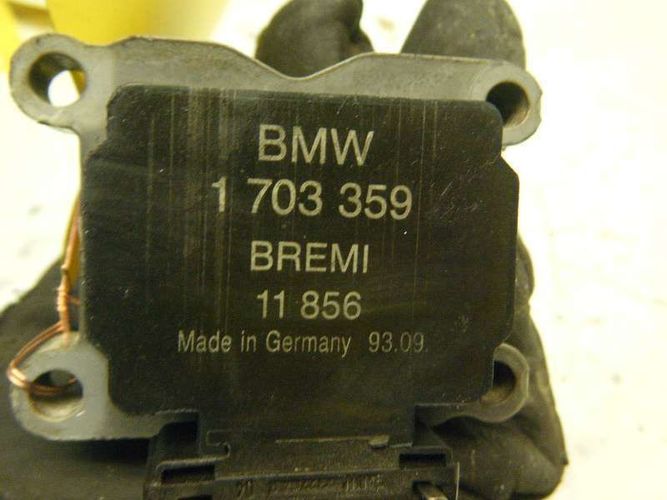 BMW
1 703 359
BREMI
11 856
Made in Germany 93.09.